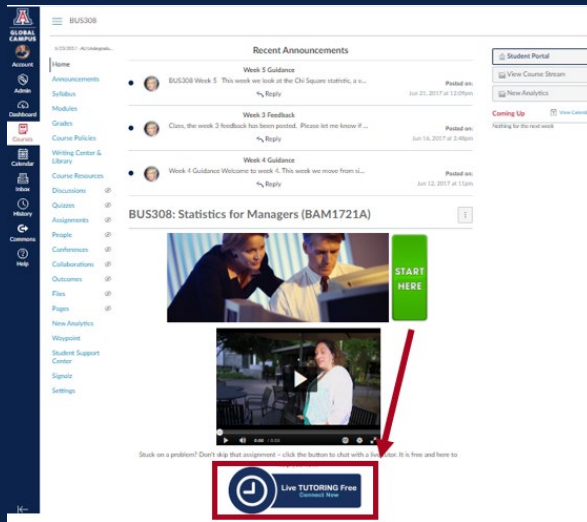 GLOBAL
CAMPUS
Account
Admin
Dashboard
Courses
Calendar
Inbox
History
Commons
Help
BUS308
Home
Announcements
Syllabus
Modules
Grades
Course Policies
Writing Center &
Library
Course Resources
Discussions
Quizzes
Assignments
People
Conferences
Collaborations
Outcomes
Files
Pages
New Analytics
Waypoint
Student Support
Center
Signalz
Settings
Recent Announcements
Week 5 Guidance
BUS308 Week 5 This week we look at the Chi Square statistic, a v...
Posted on:
Reply
Jun 21, 2017 at 12:09pm
Week 3 Feedback
Class, the week 3 feedback has been posted. Please let me know if ...
Posted on:
Reply
Jun 16, 2017 at 3:48pm
Week 4 Guidance
Week 4 Guidance Welcome to week 4. This week we move from si...
Posted on:
Reply
Jun 12, 2017 at 11pm
BUS308: Statistics for Managers (BAM1721A)
START
HERE
0:00
Stuck on a problem? Don't skip that assignment – click the button to chat with a live tutor. It is free and here to
Live TUTORING Free
Connect Now
Student Portal
View Course Stream
New Analytics
Coming Up
View Calendar
Nothing for the next week